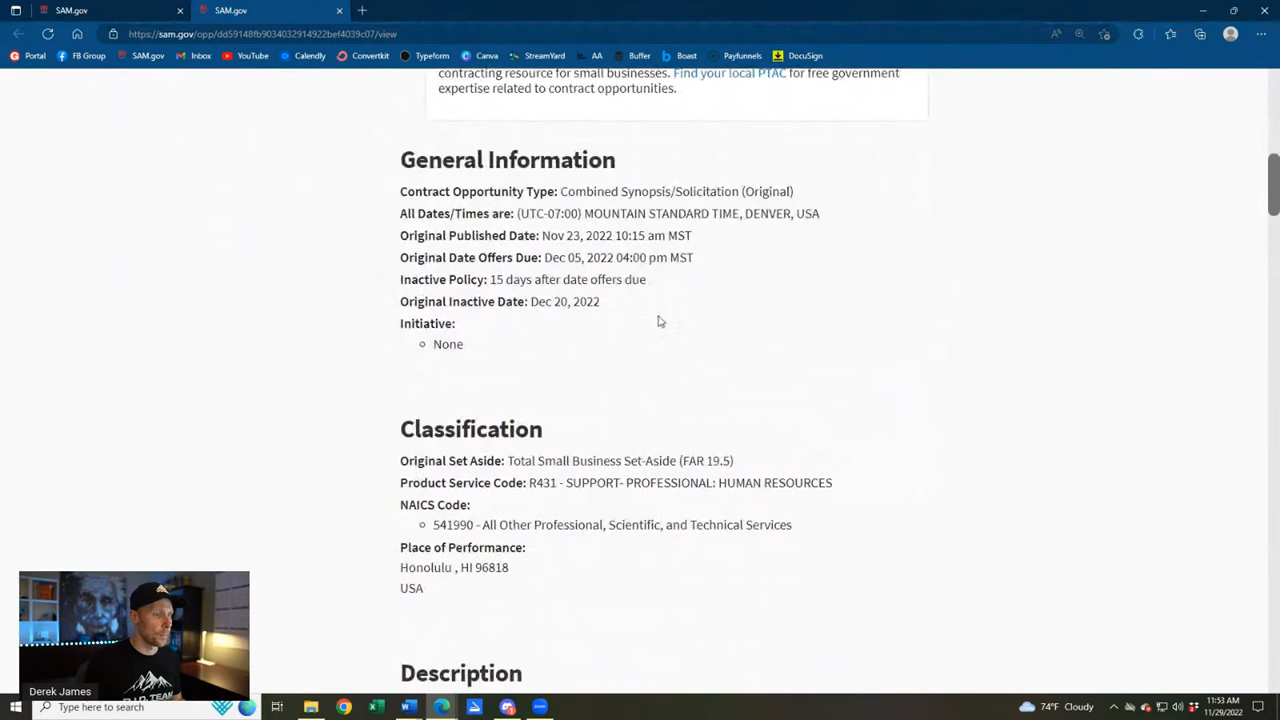 SAM.gov
SAM.gov
https://sam.gov/opp/dd59148fb9034032914922bef4039c07/view
Portal FB Group SAM.gov Inbox YouTube Calendly Convertkit Typeform Canva StreamYard AA Buffer Boast Payfunnels DocuSign
contracting resource for small businesses. Find your local PTAC for free government
expertise related to contract opportunities.
General Information
Contract Opportunity Type: Combined Synopsis/Solicitation (Original)
All Dates/Times are: (UTC-07:00) MOUNTAIN STANDARD TIME, DENVER, USA
Original Published Date: Nov 23, 2022 10:15 am MST
Original Date Offers Due: Dec 05, 2022 04:00 pm MST
Inactive Policy: 15 days after date offers due
Original Inactive Date: Dec 20, 2022
Initiative:
None
Classification
Original Set Aside: Total Small Business Set-Aside (FAR 19.5)
Product Service Code: R431 - SUPPORT- PROFESSIONAL: HUMAN RESOURCES
NAICS Code:
541990 - All Other Professional, Scientific, and Technical Services
Place of Performance:
Honolulu , HI 96818
USA
Description
Derek James
Type here to search
74°F Cloudy
11:53 AM
11/29/2022